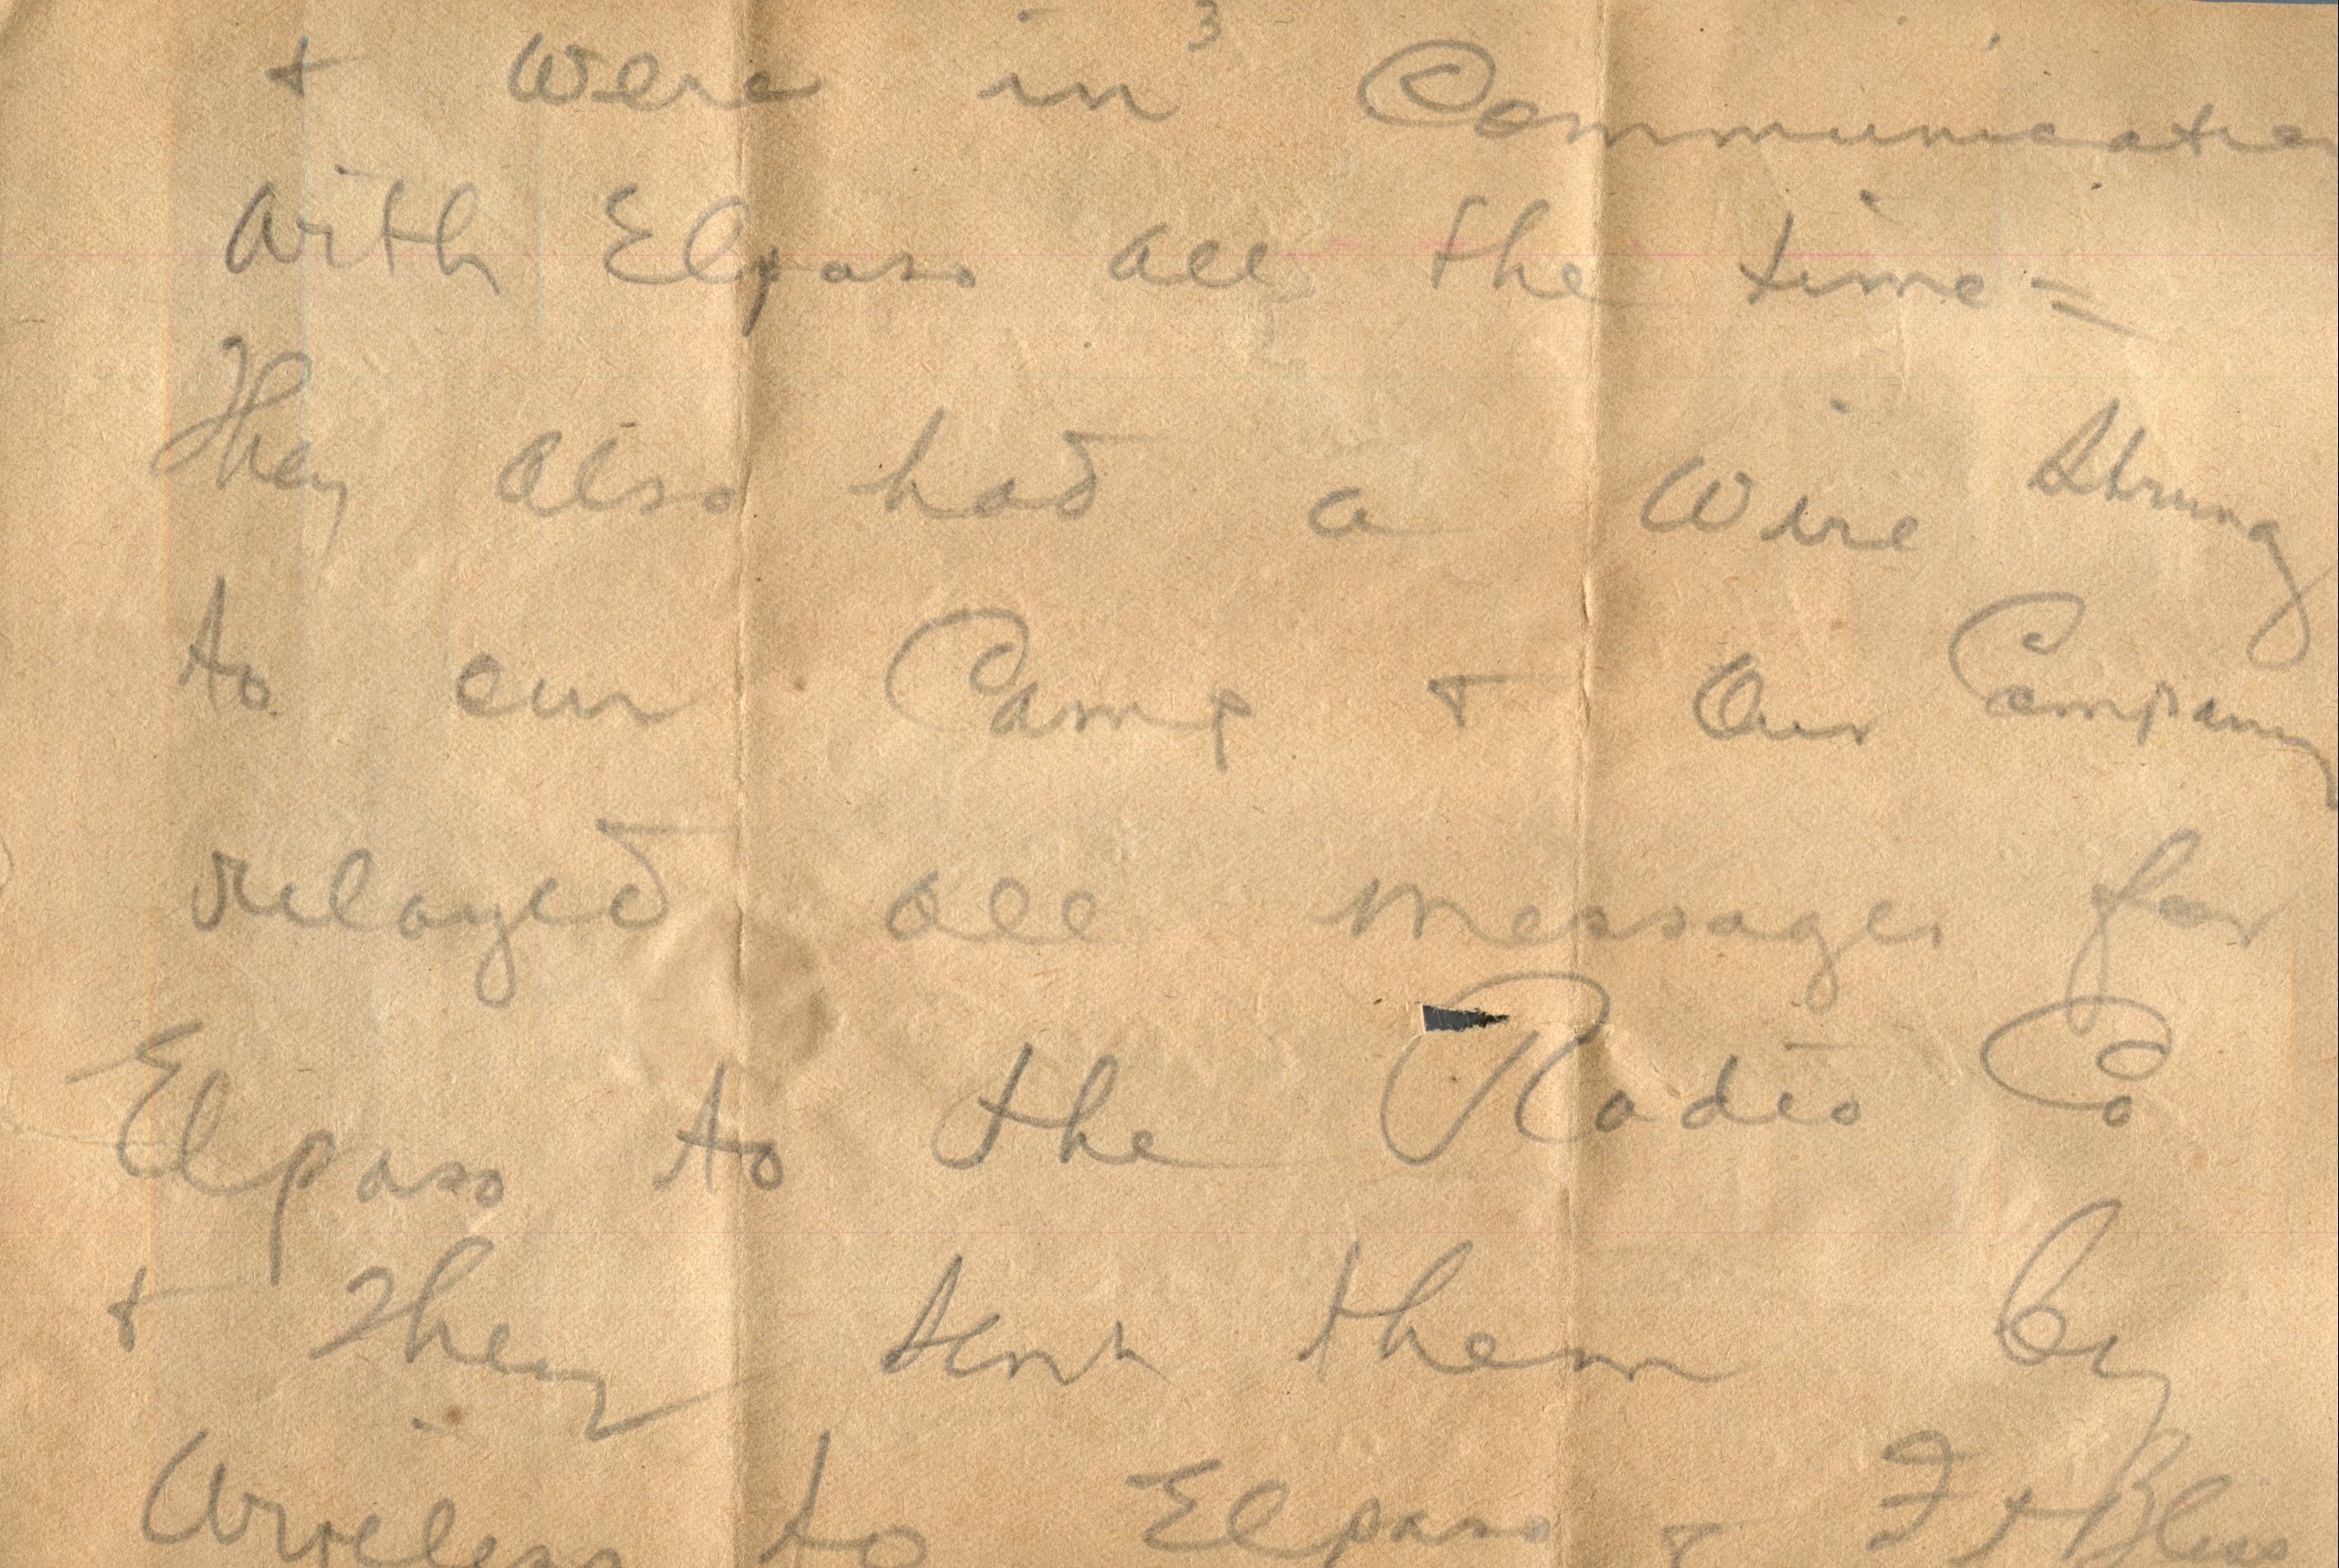 3
+ were in Communication
with Elpaso all the time =
They also had a wire Strung
to our Camp + Our Company
relayed all messages for
Elpaso to the Radio Co
+ They sent them by
Wireless to Elpaso + Ft Bliss